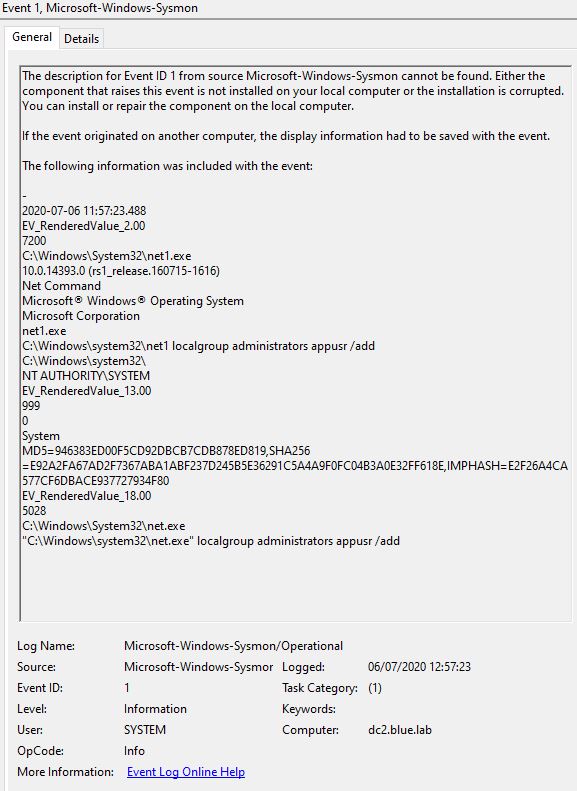 Event 1, Microsoft-Windows-Sysmon
General
Details
The description for Event ID 1 from source Microsoft-Windows-Sysmon cannot be found. Either the
component that raises this event is not installed on your local computer or the installation is corrupted.
You can install or repair the component on the local computer.
If the event originated on another computer, the display information had to be saved with the event.
The following information was included with the event:
-
2020-07-06 11:57:23.488
EV_RenderedValue_2.00
7200
C:\Windows\System32\net1.exe
10.0.14393.0 (rs1_release.160715-1616)
Net Command
Microsoft® Windows® Operating System
Microsoft Corporation
net1.exe
C:\Windows\system32\net1 localgroup administrators appusr /add
C:\Windows\system32\
NT AUTHORITY\SYSTEM
EV_RenderedValue_13.00
999
0
System
MD5=946383ED00F5CD92DBCB7CDB878ED819,SHA256
=E92A2FA67AD2F7367ABA1ABF237D245B5E36291C5A4A9F0FC04B3A0E32FF618E,IMPHASH=E2F26A4CA
577CF6DBACE937727934F80
EV_RenderedValue_18.00
5028
C:\Windows\System32\net.exe
"C:\Windows\system32\net.exe" localgroup administrators appusr /add
Log Name: Microsoft-Windows-Sysmon/Operational
Source: Microsoft-Windows-Sysmor Logged: 06/07/2020 12:57:23
Event ID: 1 Task Category: (1)
Level: Information Keywords:
User: SYSTEM Computer: dc2.blue.lab
OpCode: Info
More Information: Event Log Online Help